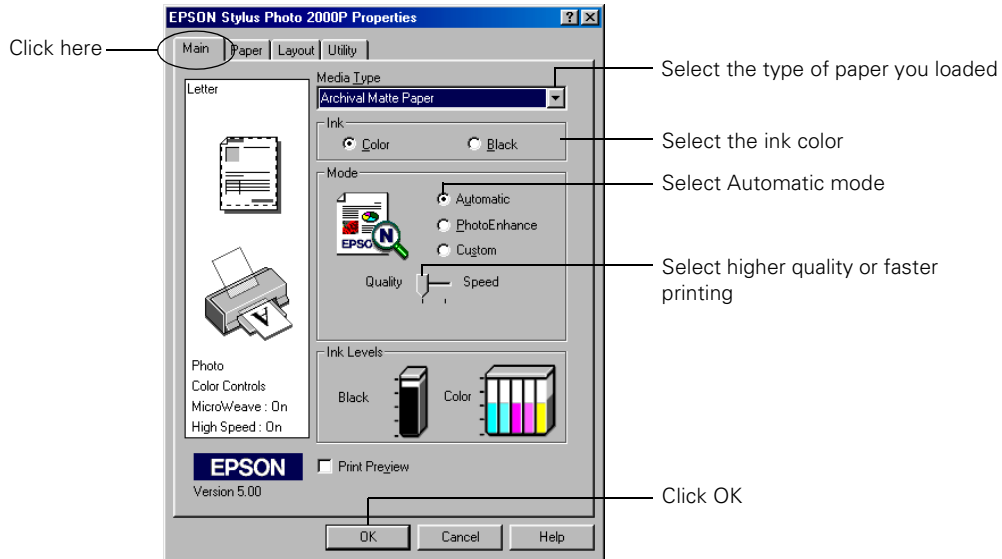 EPSON Stylus Photo 2000P Properties
Click here
Main Paper Layout Utility
Letter
Media Type
Archival Matte Paper
Select the type of paper you loaded
Ink
Color Black
Select the ink color
Mode
EPSO N
Automatic
Select Automatic mode
PhotoEnhance
Custom
Quality Speed
Select higher quality or faster
printing
A
Photo
Color Controls
MicroWeave : On
High Speed : On
Ink Levels
Black Color
EPSON
Version 5.00
Print Preview
Click OK
OK Cancel Help